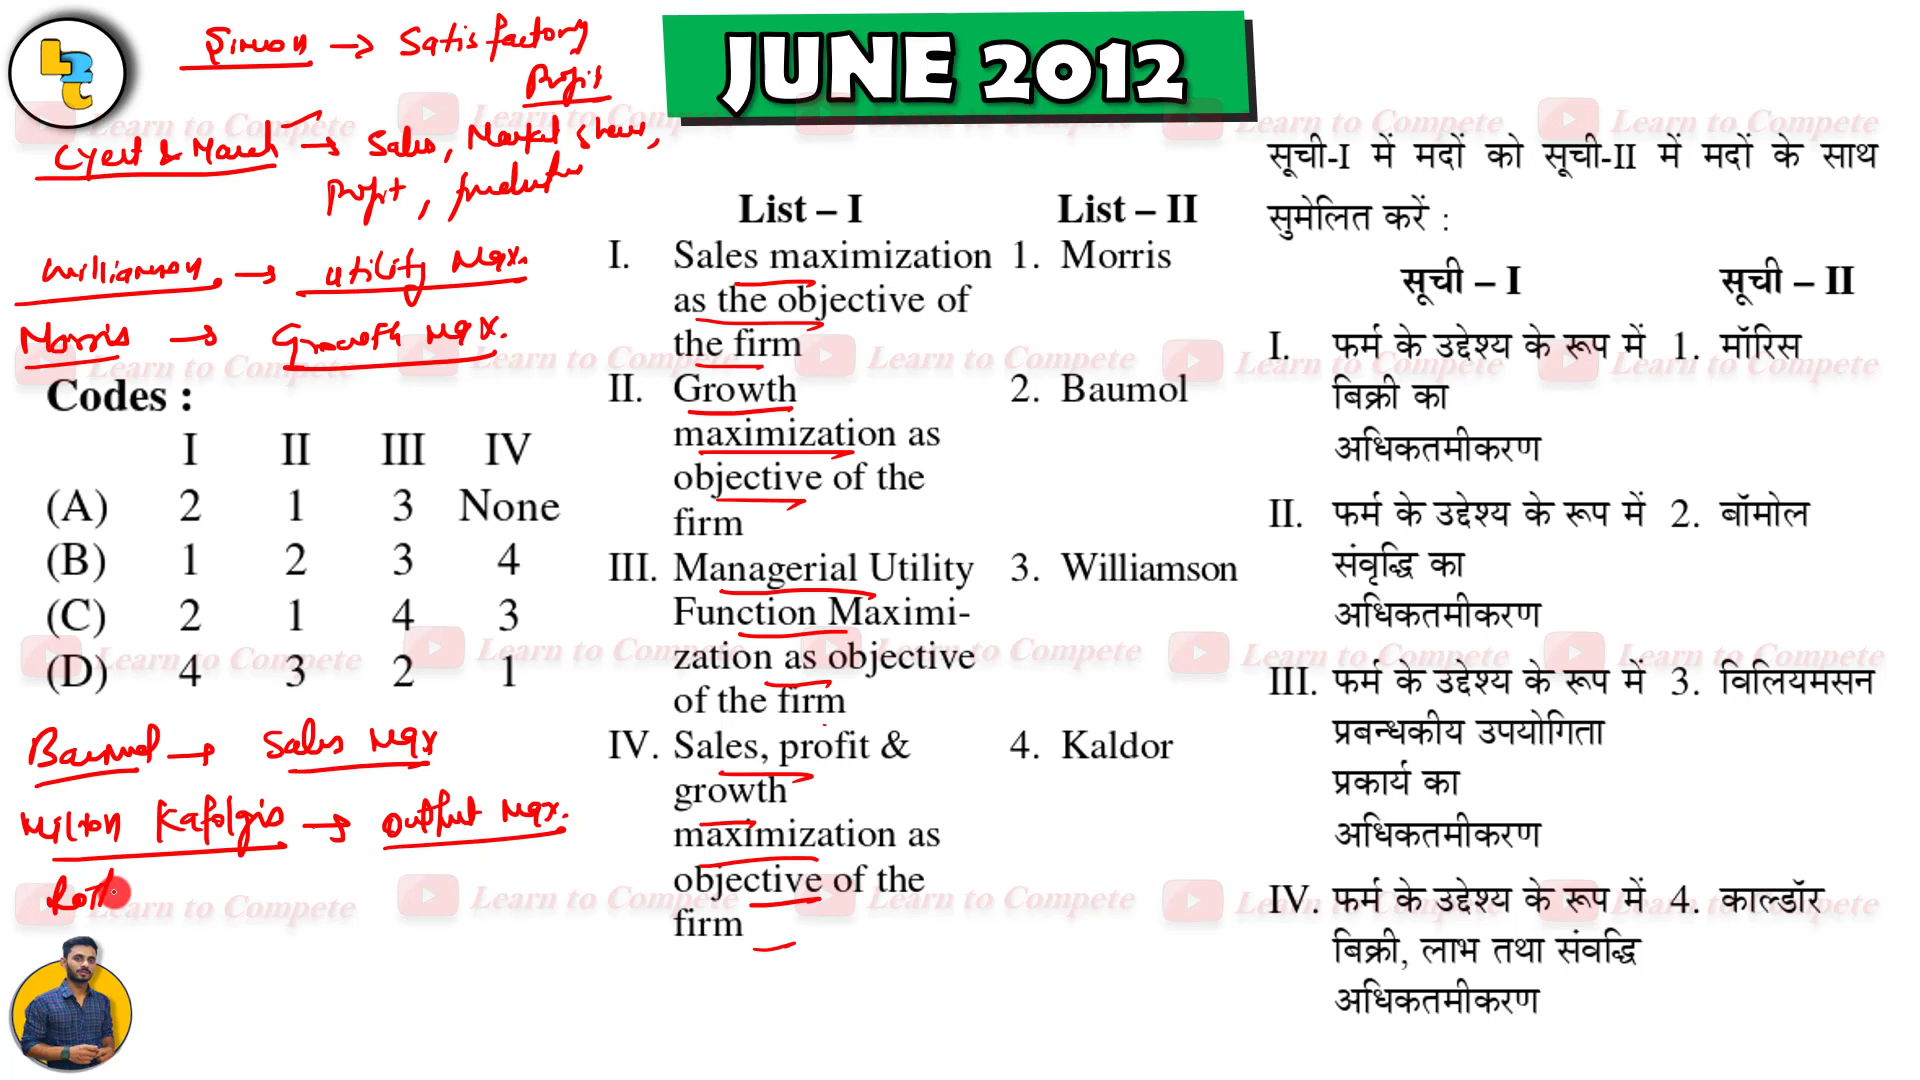 L2C
Simon → Satisfactory
Profit
Cyert & March → Sales, Market share,
Profit, production
Williamson → utility Max.
Morris → Growth Max.
Codes :
I II III IV
(A) 2 1 3 None
(B) 1 2 3 4
(C) 2 1 4 3
(D) 4 3 2 1
Baumol → Sales Max
Milton Kafolgis → Output Max.
JUNE 2012
List – I List – II
I. Sales maximization 1. Morris
as the objective of
the firm
II. Growth 2. Baumol
maximization as
objective of the
firm
III. Managerial Utility 3. Williamson
Function Maximi-
zation as objective
of the firm
IV. Sales, profit & 4. Kaldor
growth
maximization as
objective of the
firm
सूची-I में मदों को सूची-II में मदों के साथ
सुमेलित करें :
सूची – I सूची – II
I. फर्म के उद्देश्य के रूप में 1. मॉरिस
बिक्री का
अधिकतमीकरण
II. फर्म के उद्देश्य के रूप में 2. बॉमोल
संवृद्धि का
अधिकतमीकरण
III. फर्म के उद्देश्य के रूप में 3. विलियमसन
प्रबन्धकीय उपयोगिता
प्रकार्य का
अधिकतमीकरण
IV. फर्म के उद्देश्य के रूप में 4. काल्डॉर
बिक्री, लाभ तथा संवद्धि
अधिकतमीकरण
Learn to Compete